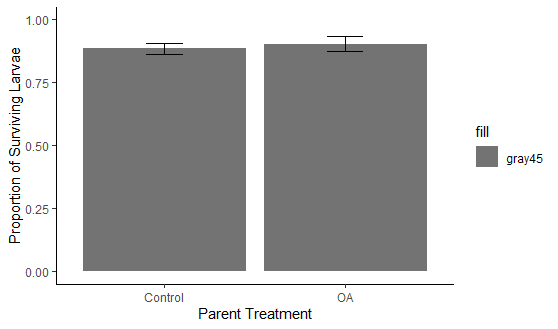 Proportion of Surviving Larvae
1.00
0.75
0.50
0.25
0.00
Control
OA
Parent Treatment
fill
gray45